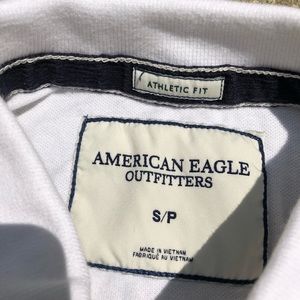 ATHLETIC FIT
AMERICAN EAGLE
OUTFITTERS
S/P
MADE IN VIETNAM
FABRIQUÉ AU VIETNAM